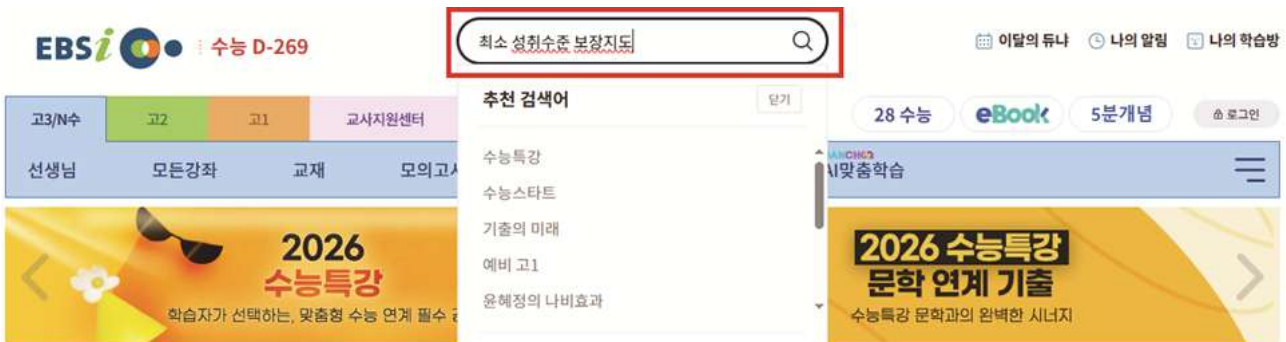 EBSi 수능 D-269
최소 성취수준 보장지도
이달의 듀냐 나의 알림 나의 학습방
추천 검색어 닫기
고3/N수 고2 고1 교사지원센터
28 수능 eBook 5분개념 로그인
선생님 모든강좌 교재 모의고사
AI맞춤학습
수능특강
수능스타트
기출의 미래
예비 고1
윤혜정의 나비효과
2026
수능특강
학습자가 선택하는, 맞춤형 수능 연계 필수
2026 수능특강
문학 연계 기출
수능특강 문학과의 완벽한 시너지